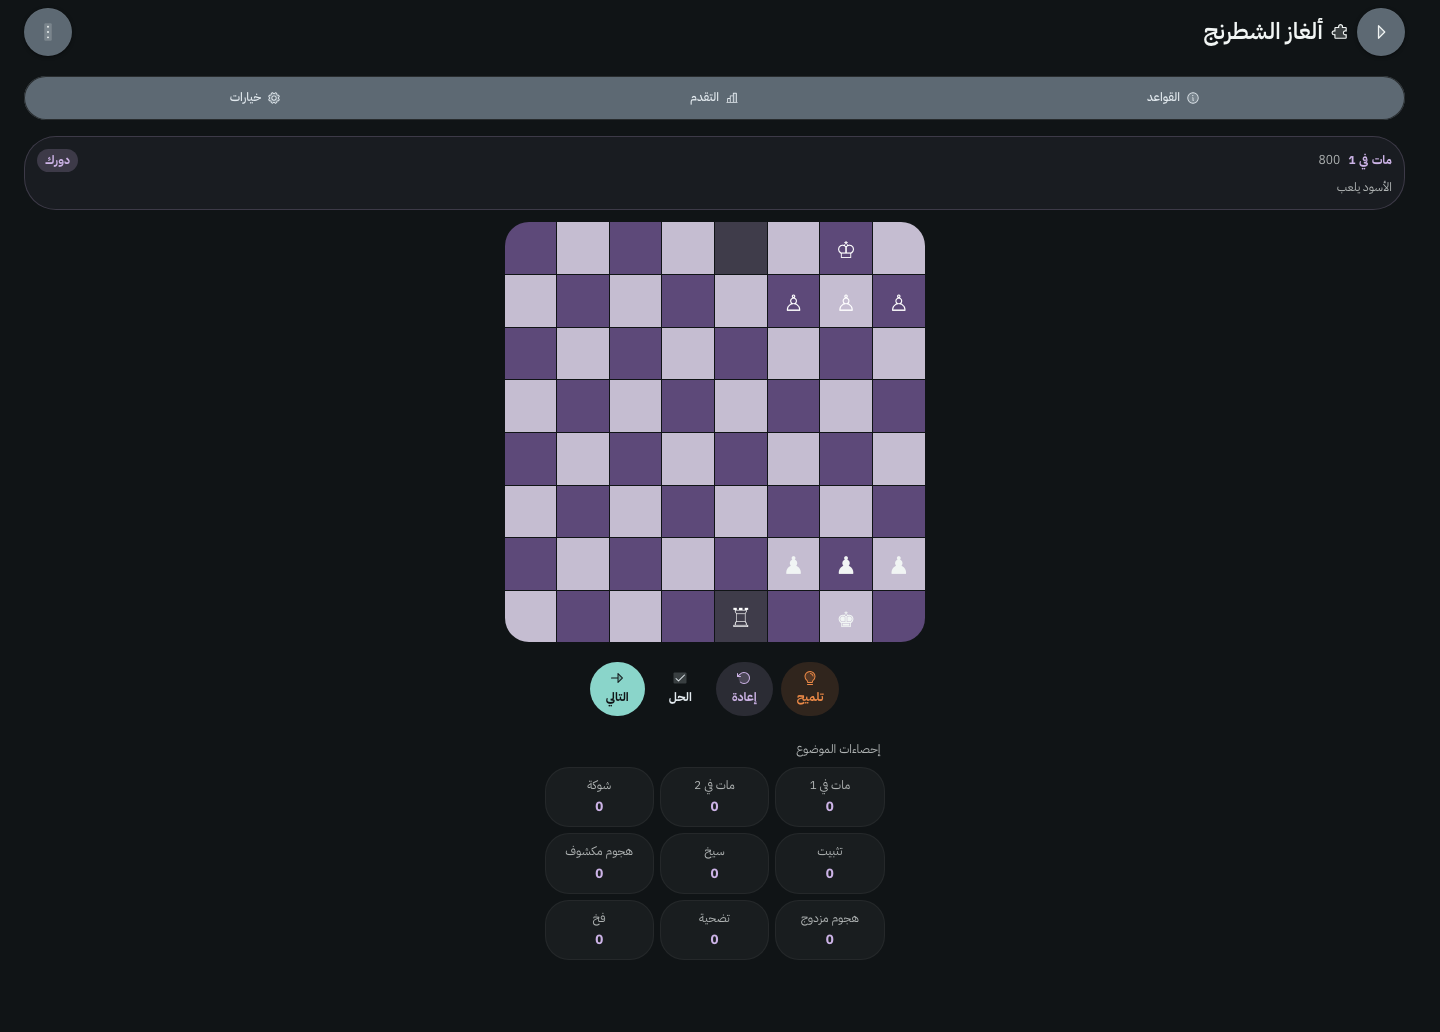 ألغاز الشطرنج
القواعد
التقدم
خيارات
مات في 1 800
دورك
الأسود يلعب
تلميح
إعادة
الحل
التالي
إحصاءات الموضوع
مات في 1
0
مات في 2
0
شوكة
0
تثبيت
0
سيخ
0
هجوم مكشوف
0
هجوم مزدوج
0
تضحية
0
فخ
0